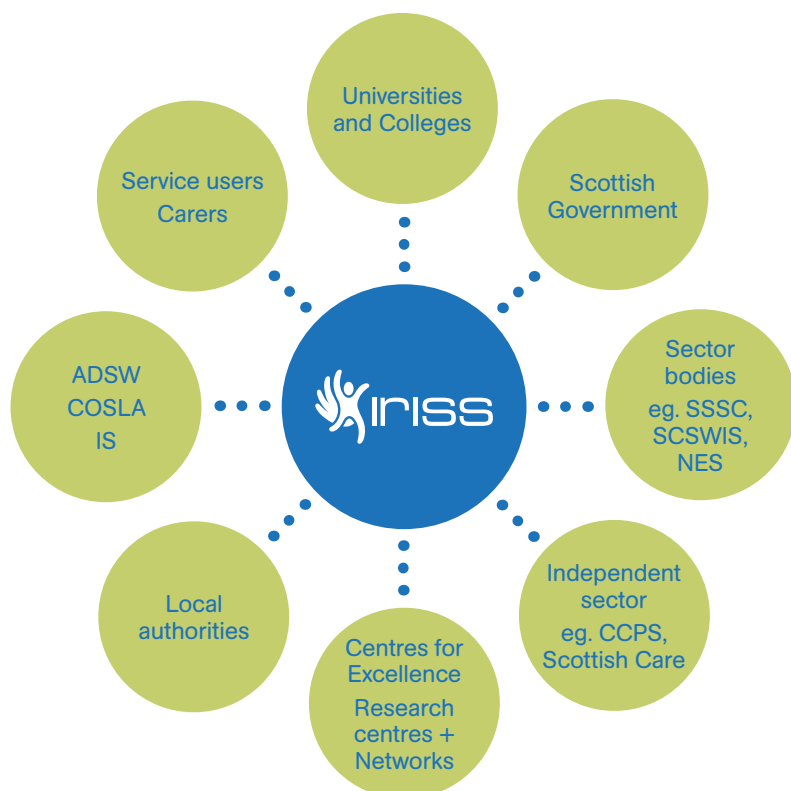 Universities
and Colleges
Scottish
Government
Sector
bodies
eg. SSSC,
SCSWIS,
NES
Independent
sector
eg. CCPS,
Scottish Care
Centres for
Excellence
Research
centres +
Networks
Local
authorities
ADSW
COSLA
IS
Service users
Carers
IrIss